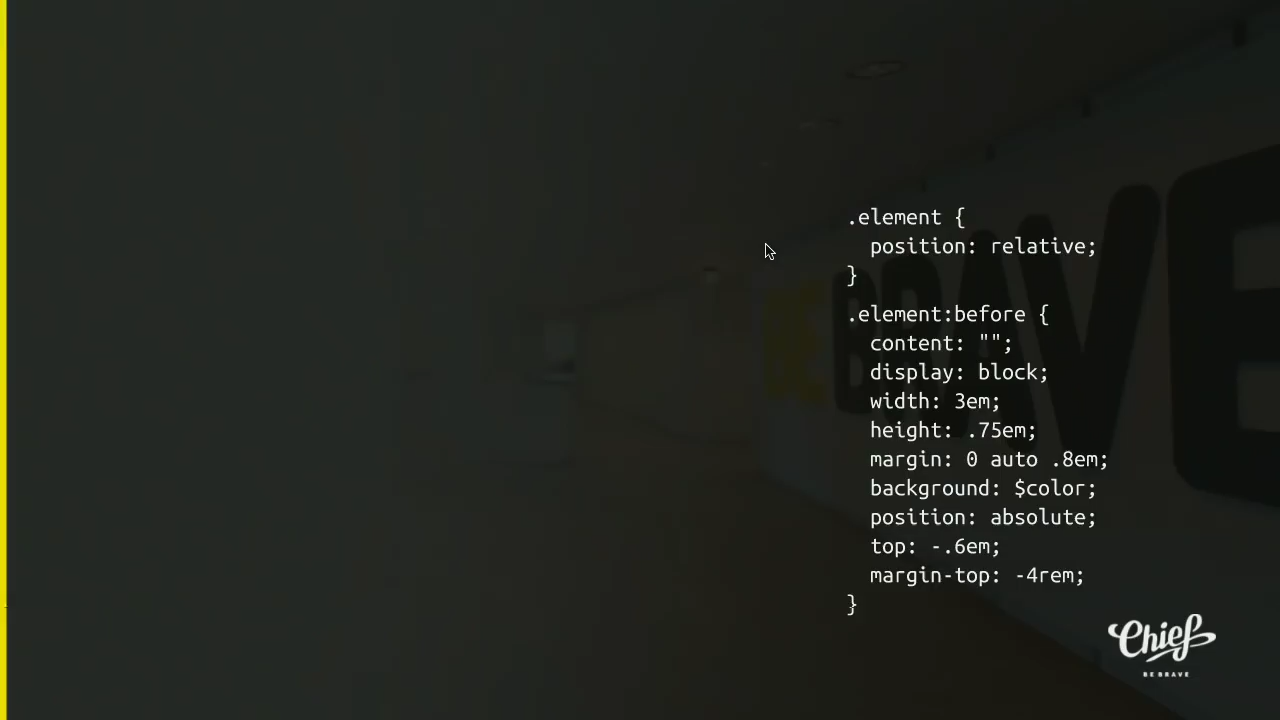 .element {
position: relative;
}
.element:before {
content: "";
display: block;
width: 3em;
height: .75em;
margin: 0 auto .8em;
background: $color;
position: absolute;
top: -.6em;
margin-top: -4rem;
}
BRAVE
Chief
BE BRAVE